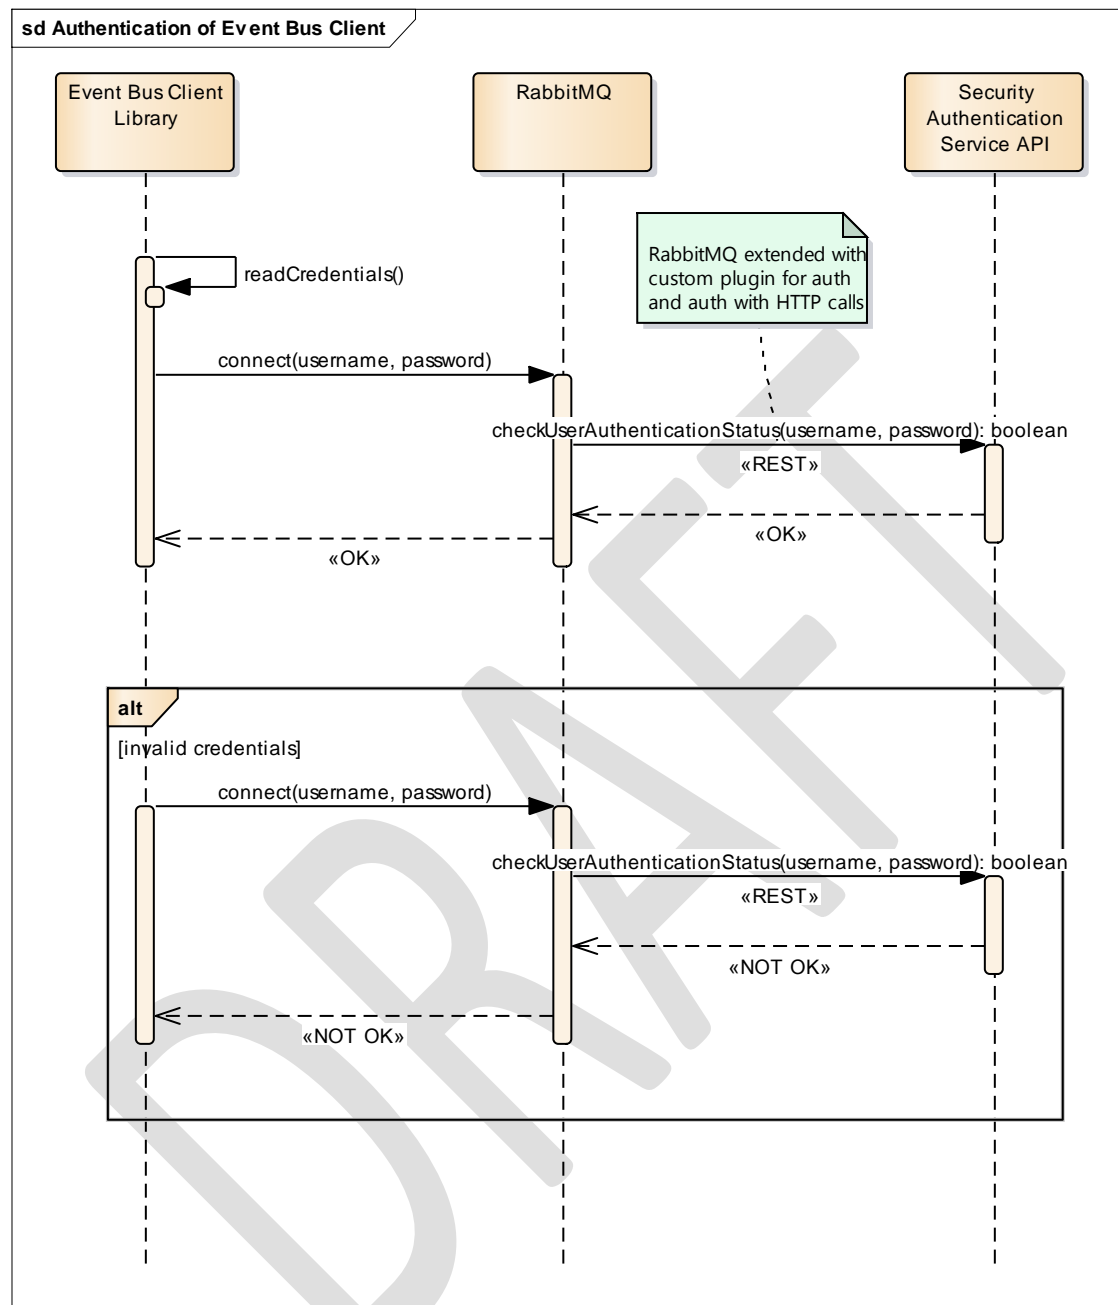 sd Authentication of Event Bus Client
Event Bus Client
Library
RabbitMQ
Security
Authentication
Service API
RabbitMQ extended with
custom plugin for auth
and auth with HTTP calls
readCredentials()
connect(username, password)
checkUserAuthenticationStatus(username, password): boolean
«REST»
«OK»
«OK»
alt
[invalid credentials]
connect(username, password)
checkUserAuthenticationStatus(username, password): boolean
«REST»
«NOT OK»
«NOT OK»
DRAFT